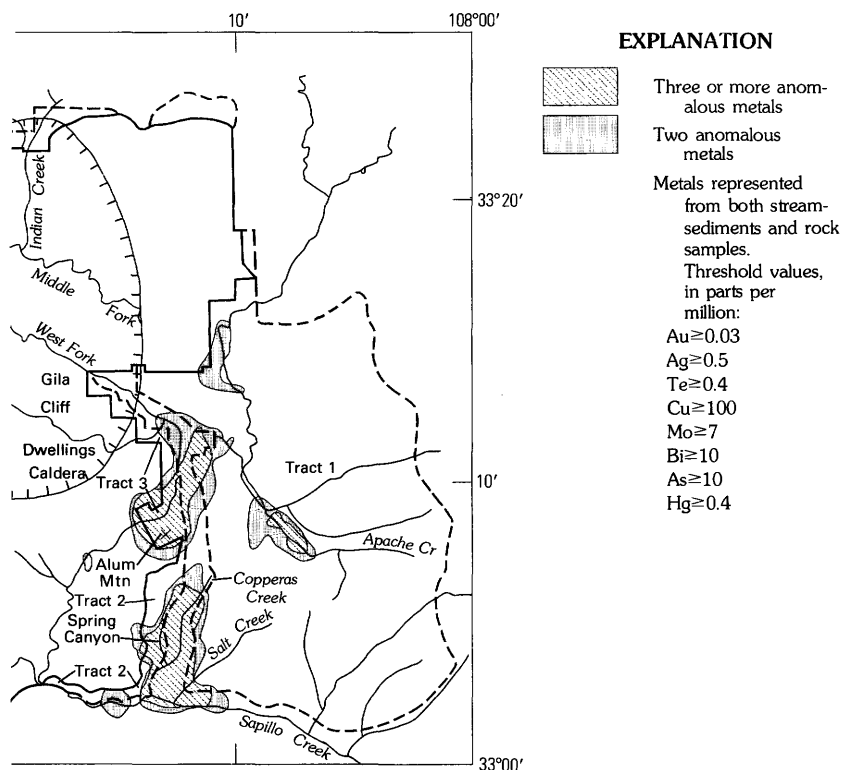 10'
108°00'
33°20'
Indian Creek
Middle Fork
West Fork
Gila
Cliff
Dwellings
Caldera
Tract 3
Tract 1
10'
Apache Cr
Alum
Mtn
Copperas
Creek
Tract 2
Spring
Canyon
Salt Creek
Tract 2
Sapillo Creek
33°00'
EXPLANATION
Three or more anom-
alous metals
Two anomalous
metals
Metals represented
from both stream-
sediments and rock
samples.
Threshold values,
in parts per
million:
Au≥0.03
Ag≥0.5
Te≥0.4
Cu≥100
Mo≥7
Bi≥10
As≥10
Hg≥0.4